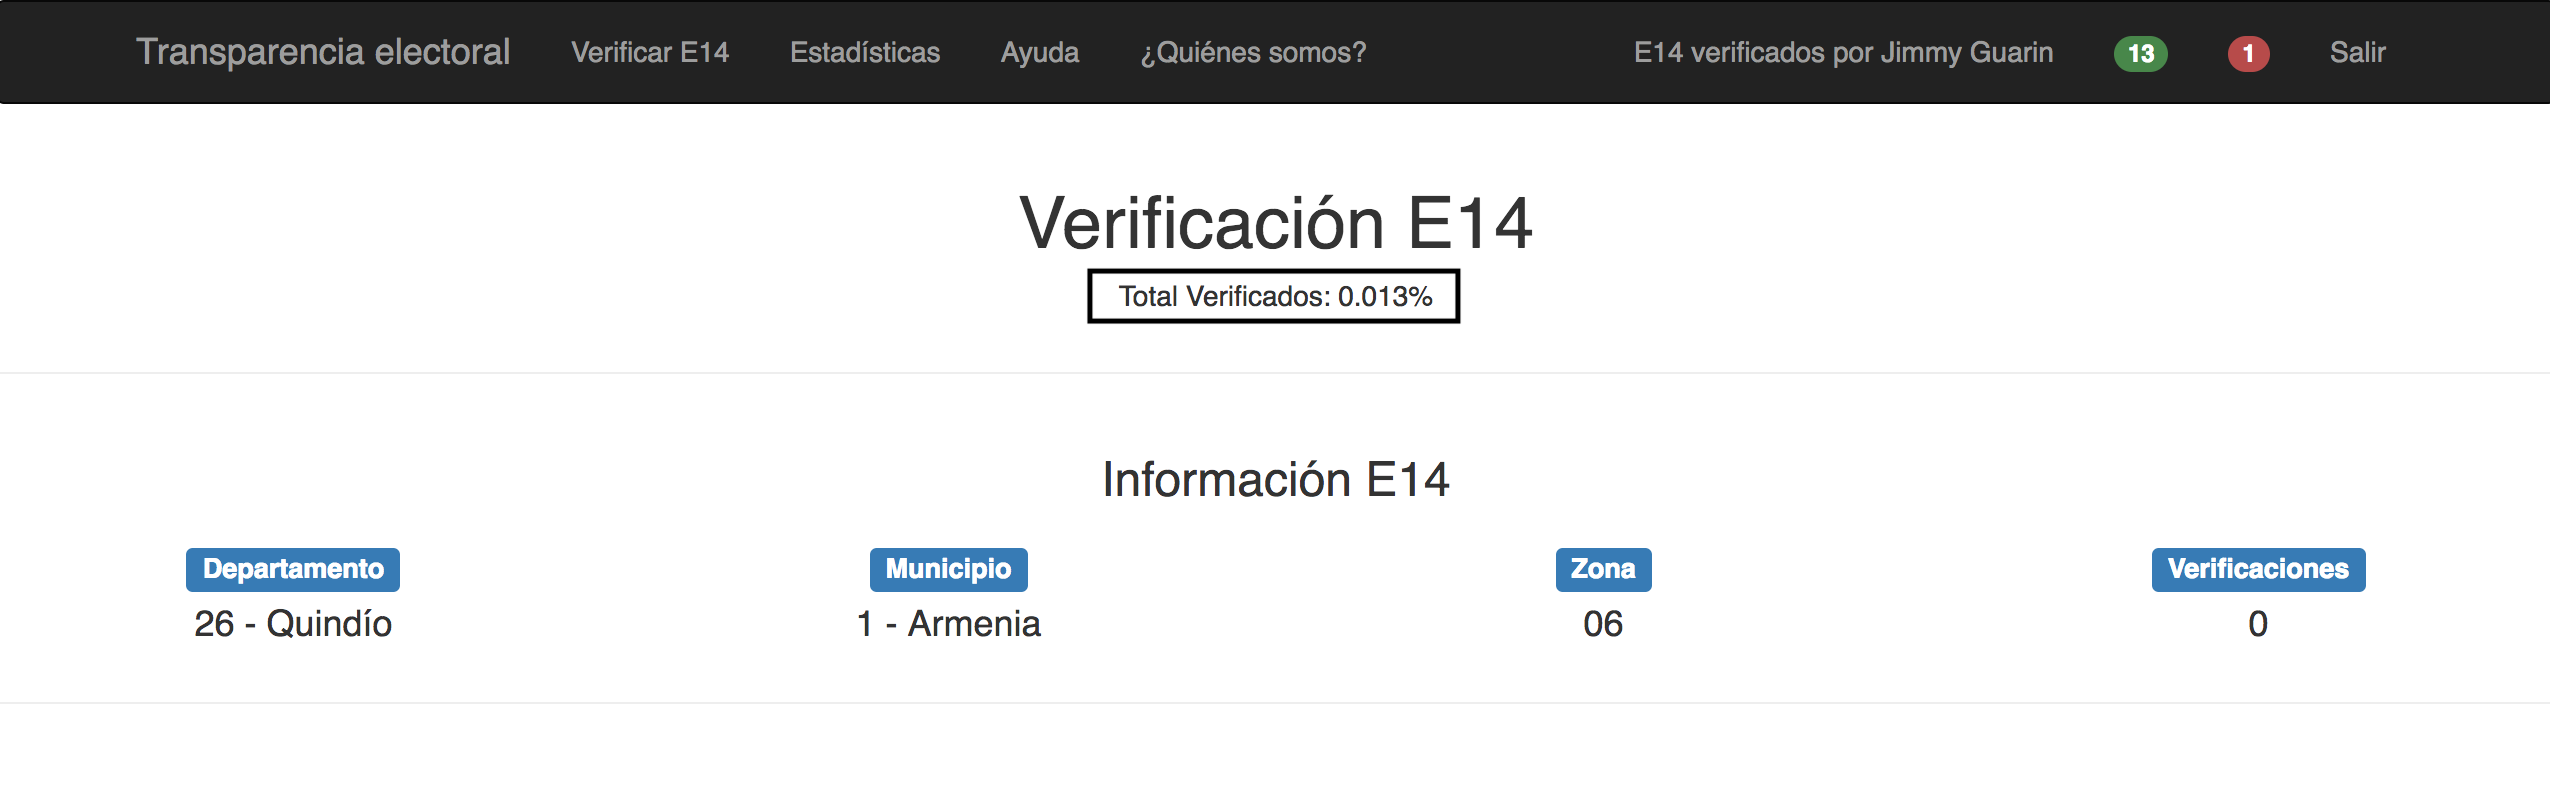 Transparencia electoral Verificar E14 Estadísticas Ayuda ¿Quiénes somos? E14 verificados por Jimmy Guarin 13 1 Salir
Verificación E14
Total Verificados: 0.013%
Información E14
Departamento Municipio Zona Verificaciones
26 - Quindío 1 - Armenia 06 0